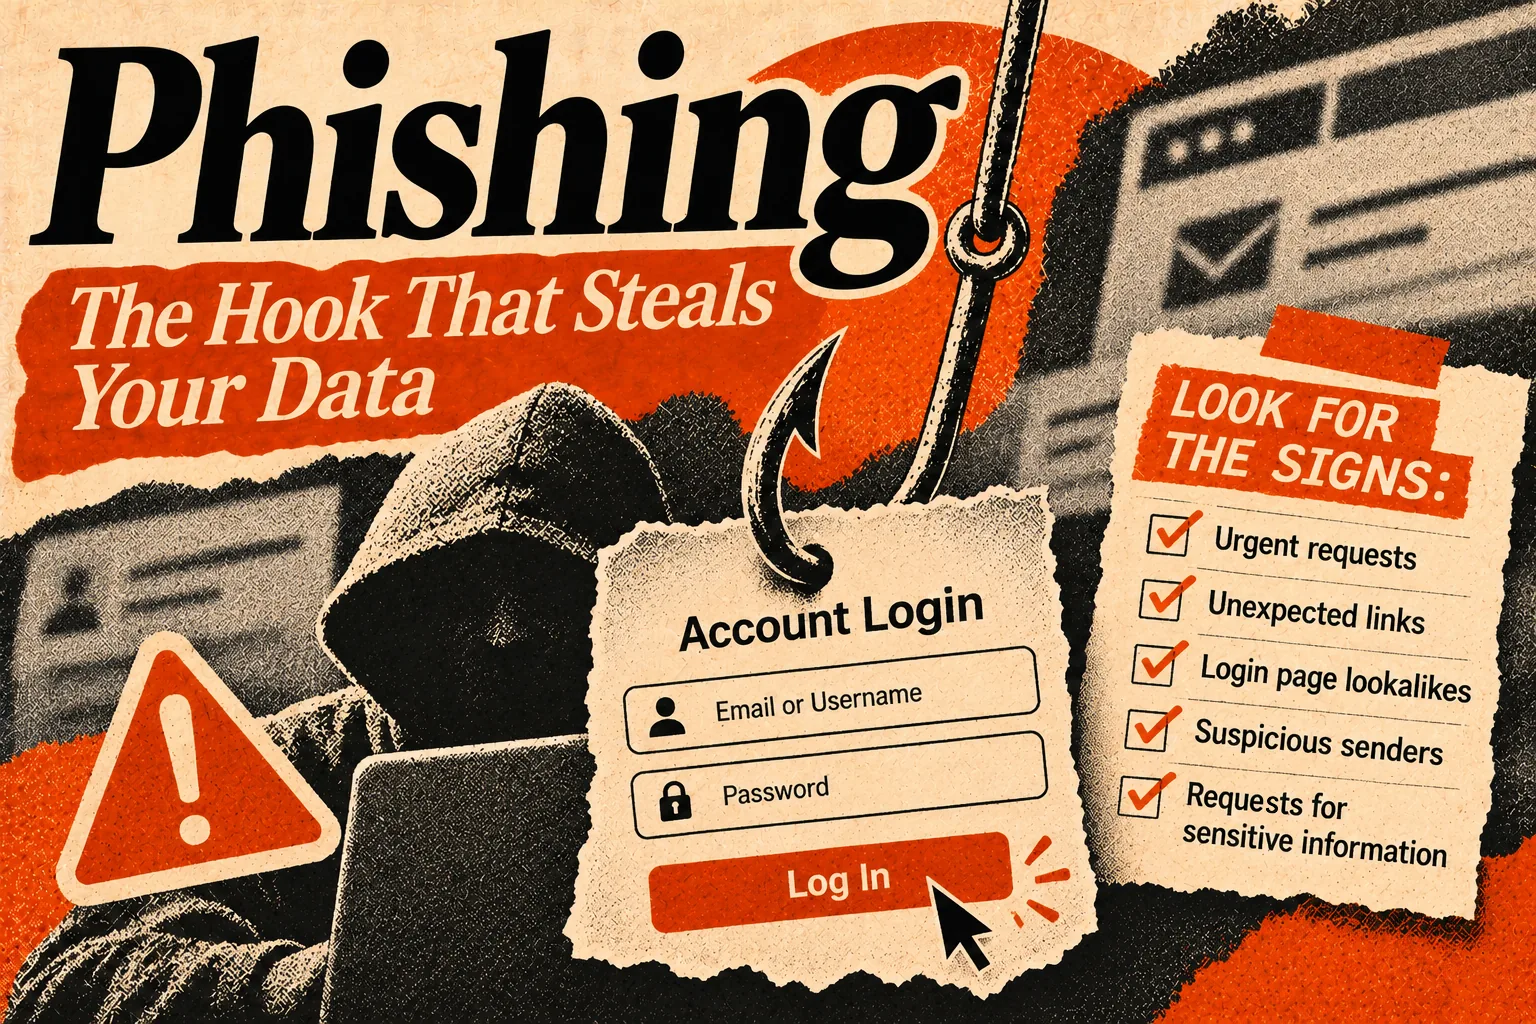 Phishing
The Hook That Steals
Your Data
Account Login
Email or Username
Password
Log In
LOOK FOR
THE SIGNS:
Urgent requests
Unexpected links
Login page lookalikes
Suspicious senders
Requests for
sensitive information